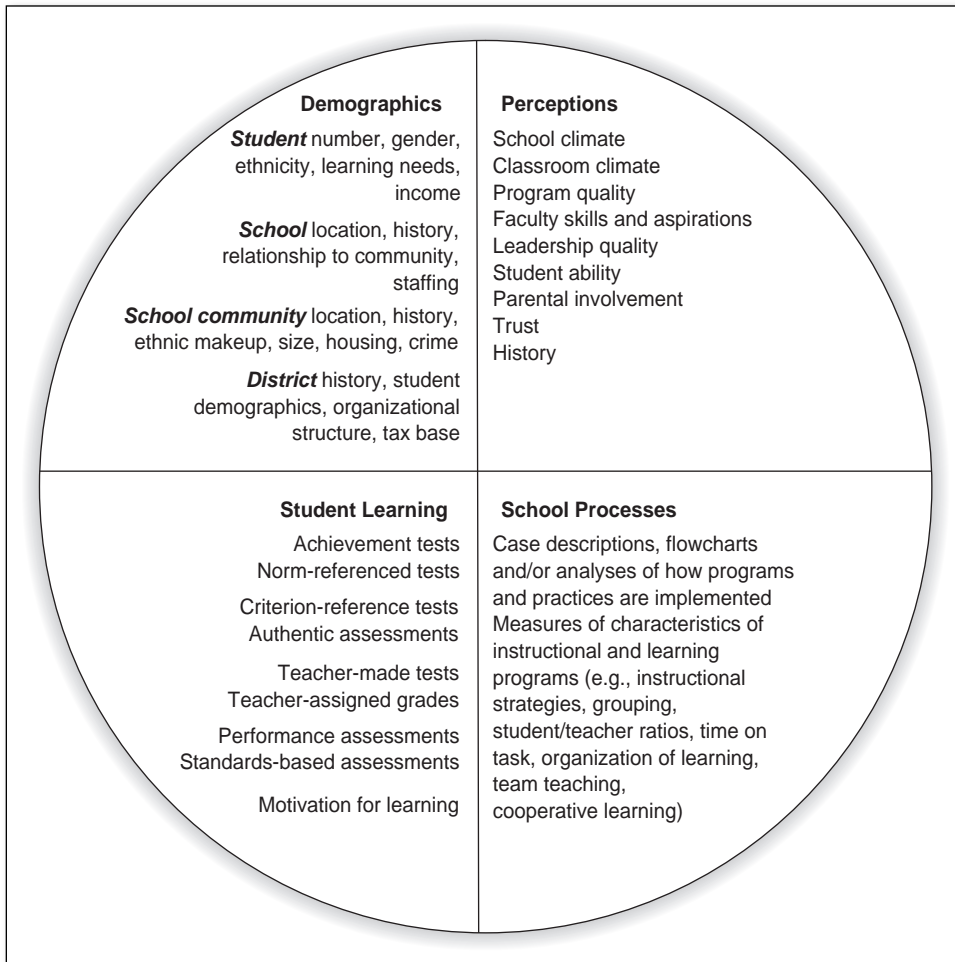 Demographics
Student number, gender,
ethnicity, learning needs,
income
School location, history,
relationship to community,
staffing
School community location, history,
ethnic makeup, size, housing, crime
District history, student
demographics, organizational
structure, tax base
Perceptions
School climate
Classroom climate
Program quality
Faculty skills and aspirations
Leadership quality
Student ability
Parental involvement
Trust
History
Student Learning
Achievement tests
Norm-referenced tests
Criterion-reference tests
Authentic assessments
Teacher-made tests
Teacher-assigned grades
Performance assessments
Standards-based assessments
Motivation for learning
School Processes
Case descriptions, flowcharts
and/or analyses of how programs
and practices are implemented
Measures of characteristics of
instructional and learning
programs (e.g., instructional
strategies, grouping,
student/teacher ratios, time on
task, organization of learning,
team teaching,
cooperative learning)